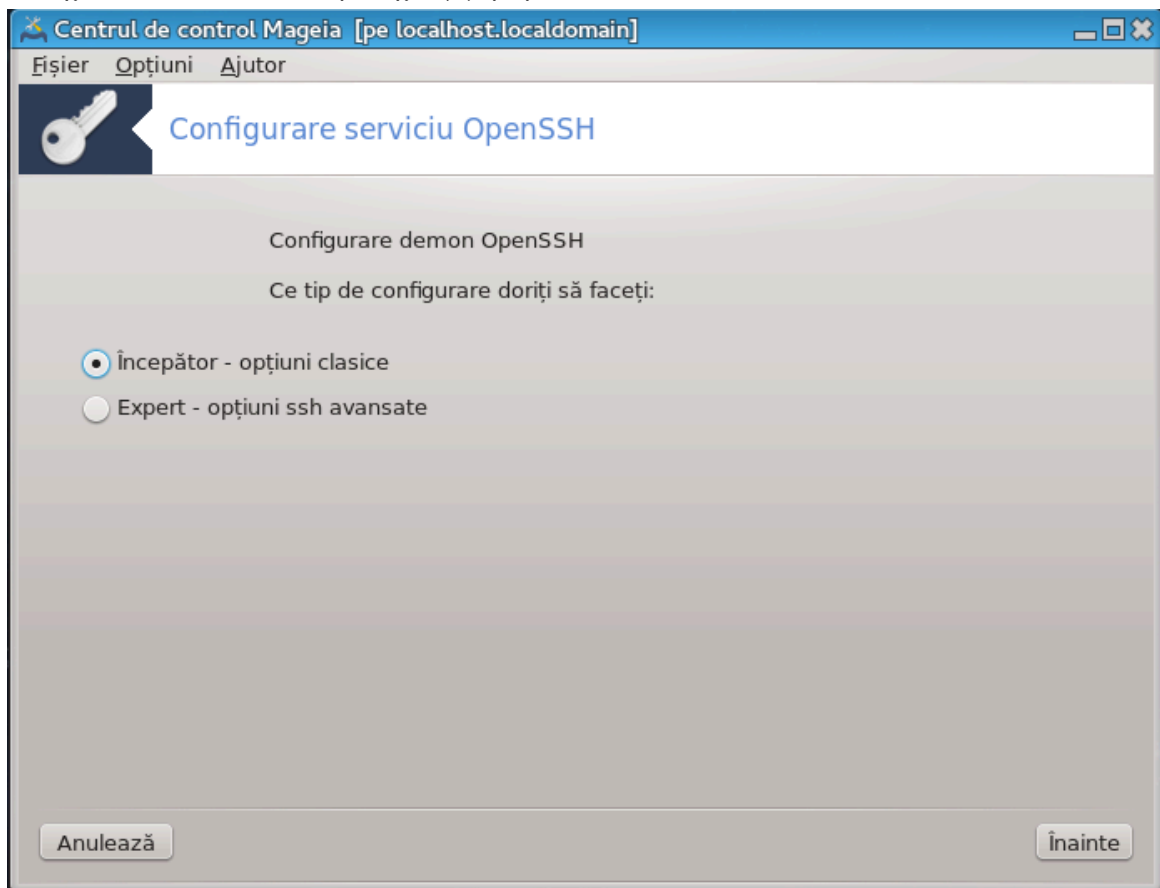 Centrul de control Mageia [pe localhost.localdomain]
Fișier Opțiuni Ajutor
Configurare serviciu OpenSSH
Configurare demon OpenSSH
Ce tip de configurare doriți să faceți:
Începător - opțiuni clasice
Expert - opțiuni ssh avansate
Anulează Înainte